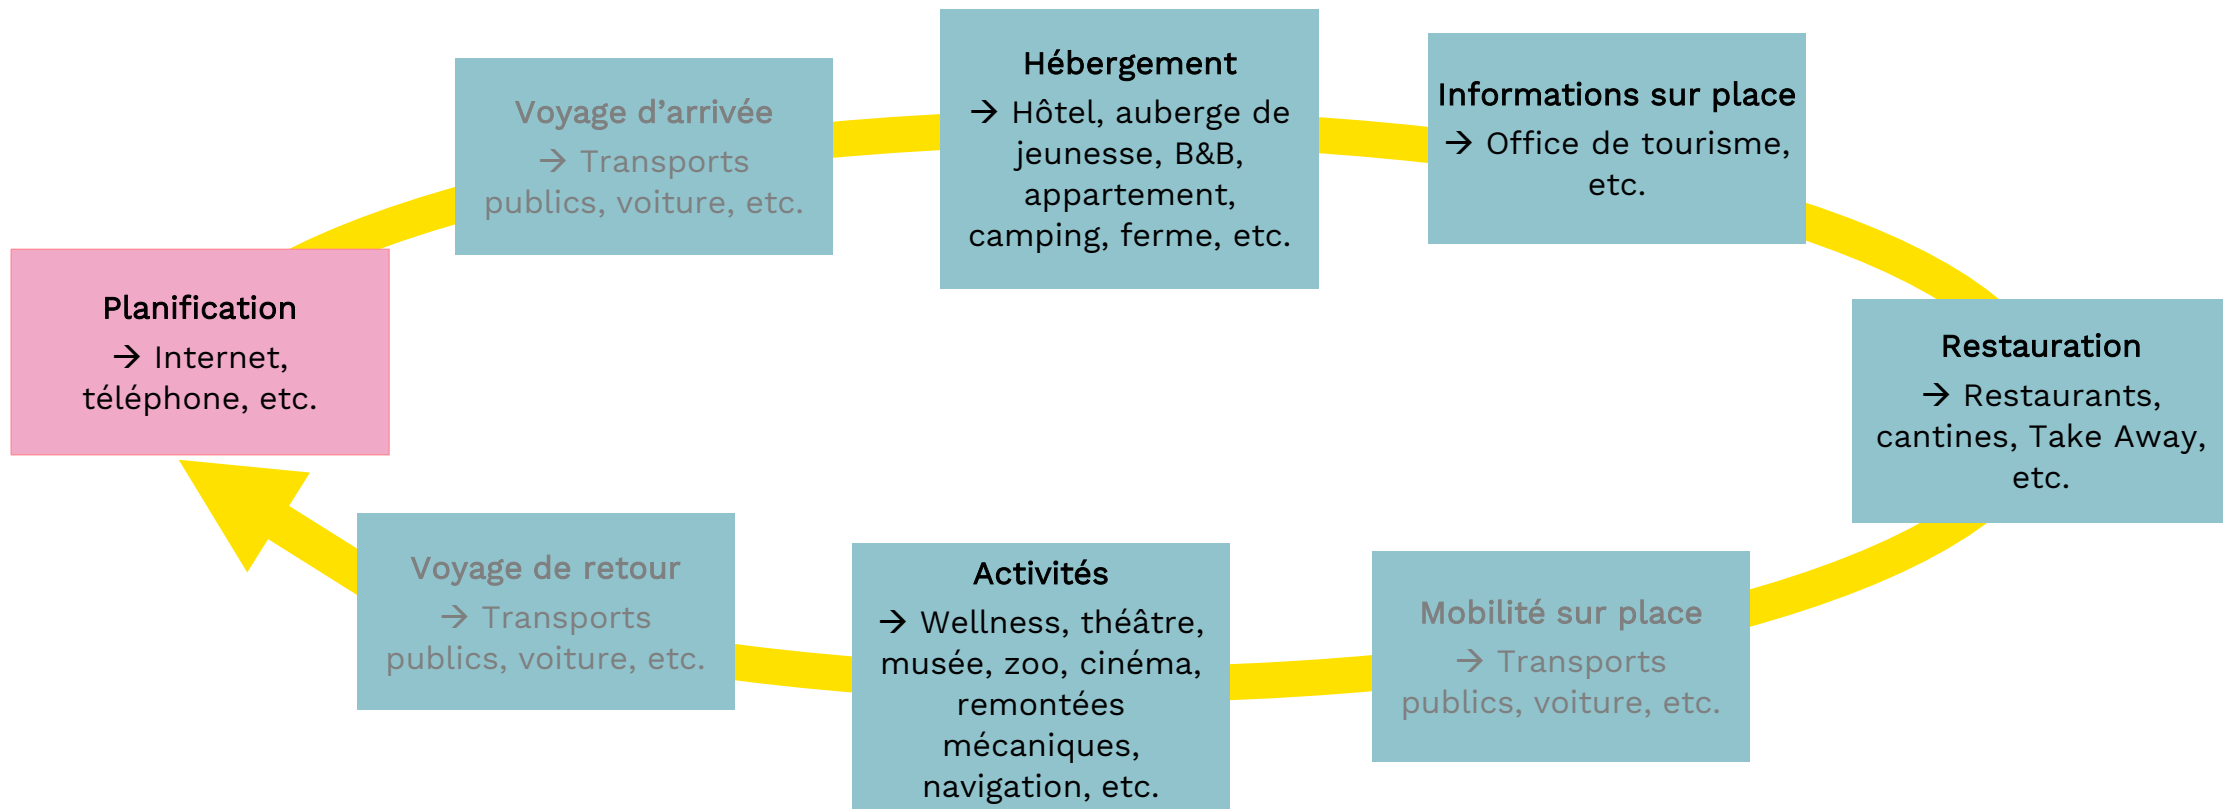 Planification
→ Internet,
téléphone, etc.
Voyage d’arrivée
→ Transports
publics, voiture, etc.
Hébergement
→ Hôtel, auberge de
jeunesse, B&B,
appartement,
camping, ferme, etc.
Informations sur place
→ Office de tourisme,
etc.
Restauration
→ Restaurants,
cantines, Take Away,
etc.
Mobilité sur place
→ Transports
publics, voiture, etc.
Activités
→ Wellness, théâtre,
musée, zoo, cinéma,
remontées
mécaniques,
navigation, etc.
Voyage de retour
→ Transports
publics, voiture, etc.